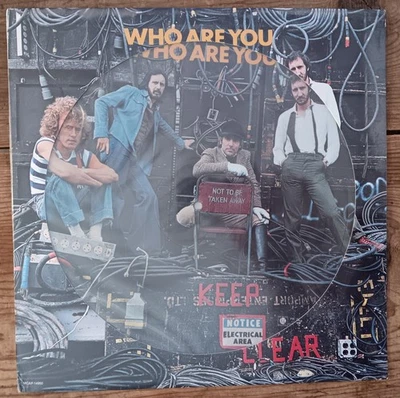 WHO ARE YOU
WHO ARE YOU
NOT TO BE
TAKEN AWAY
KEEP
NOTICE
ELECTRICAL
AREA
CLEAR